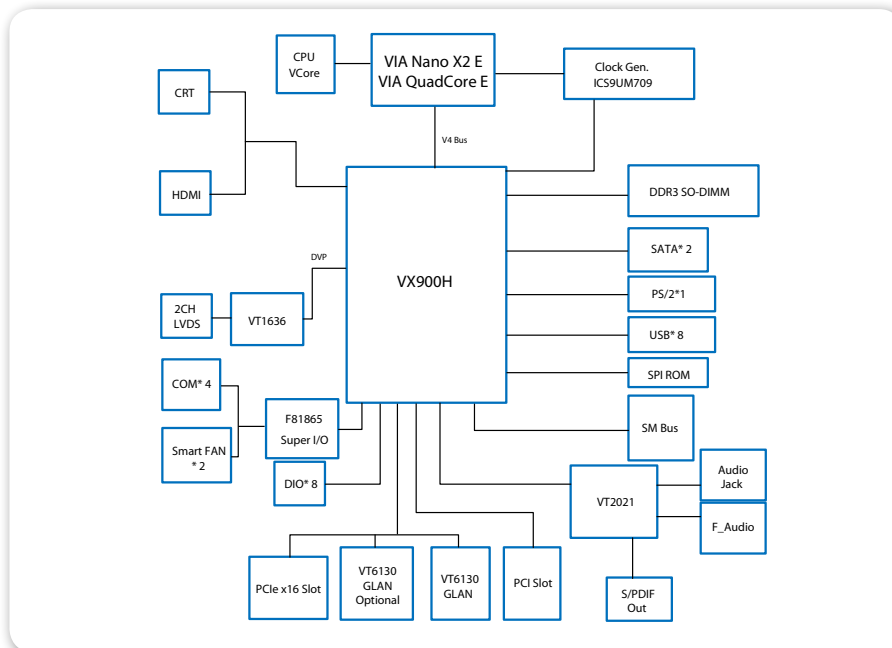 CPU
VCore
VIA Nano X2 E
VIA QuadCore E
Clock Gen.
ICS9UM709
CRT
V4 Bus
HDMI
DDR3 SO-DIMM
SATA* 2
DVP
VX900H
PS/2*1
2CH
LVDS
VT1636
USB* 8
SPI ROM
COM* 4
F81865
Super I/O
SM Bus
Smart FAN
* 2
DIO* 8
Audio
Jack
VT2021
F_Audio
PCIe x16 Slot
VT6130
GLAN
Optional
VT6130
GLAN
PCI Slot
S/PDIF
Out